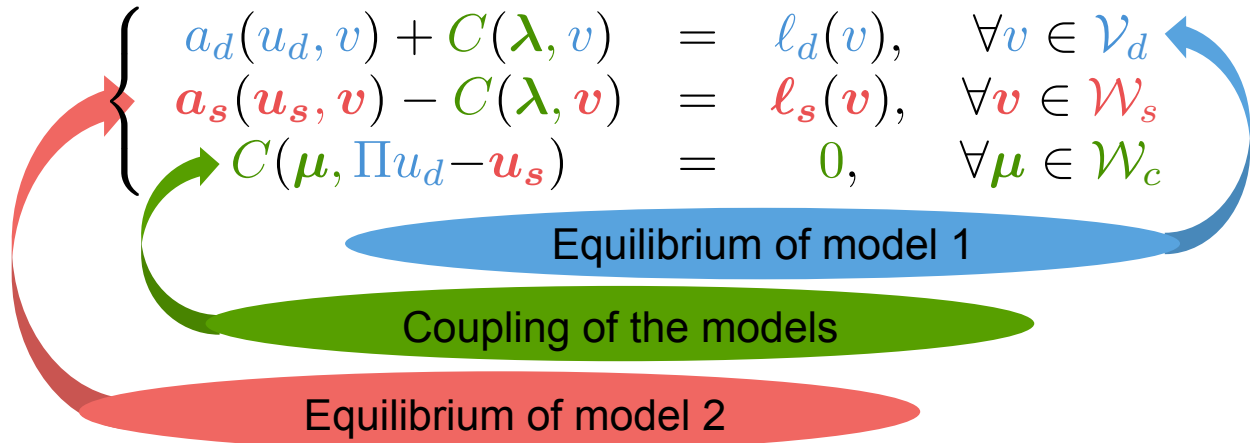 a_d(u_d, v) + C(λ, v) = ℓ_d(v), ∀v ∈ 𝒱_d
a_s(u_s, v) − C(λ, v) = ℓ_s(v), ∀v ∈ 𝒲_s
C(μ, Πu_d−u_s) = 0, ∀μ ∈ 𝒲_c
Equilibrium of model 1
Coupling of the models
Equilibrium of model 2